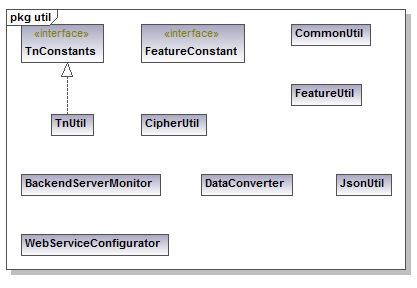 pkg util
«interface»
TnConstants
«interface»
FeatureConstant
CommonUtil
FeatureUtil
TnUtil
CipherUtil
BackendServerMonitor
DataConverter
JsonUtil
WebServiceConfigurator